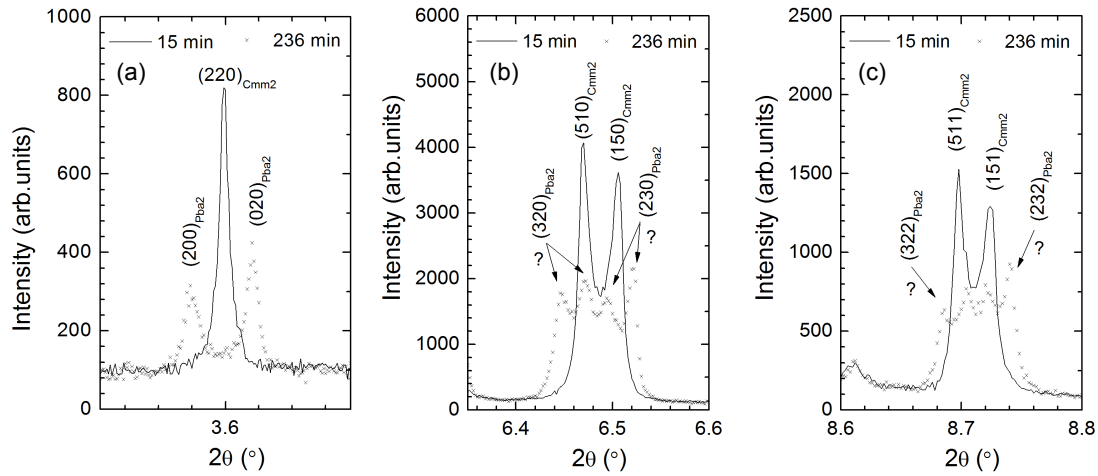 15 min × 236 min
(a)
(220)Cmm2
(200)Pba2
(020)Pba2
1000
800
600
400
200
0
3.6
Intensity (arb.units)
2θ (°)
15 min × 236 min
(b)
(510)Cmm2
(150)Cmm2
(320)Pba2
(230)Pba2
?
?
6000
5000
4000
3000
2000
1000
0
6.4
6.5
6.6
Intensity (arb.units)
2θ (°)
15 min × 236 min
(c)
(511)Cmm2
(151)Cmm2
(322)Pba2
(232)Pba2
?
?
2500
2000
1500
1000
500
0
8.6
8.7
8.8
Intensity (arb.units)
2θ (°)